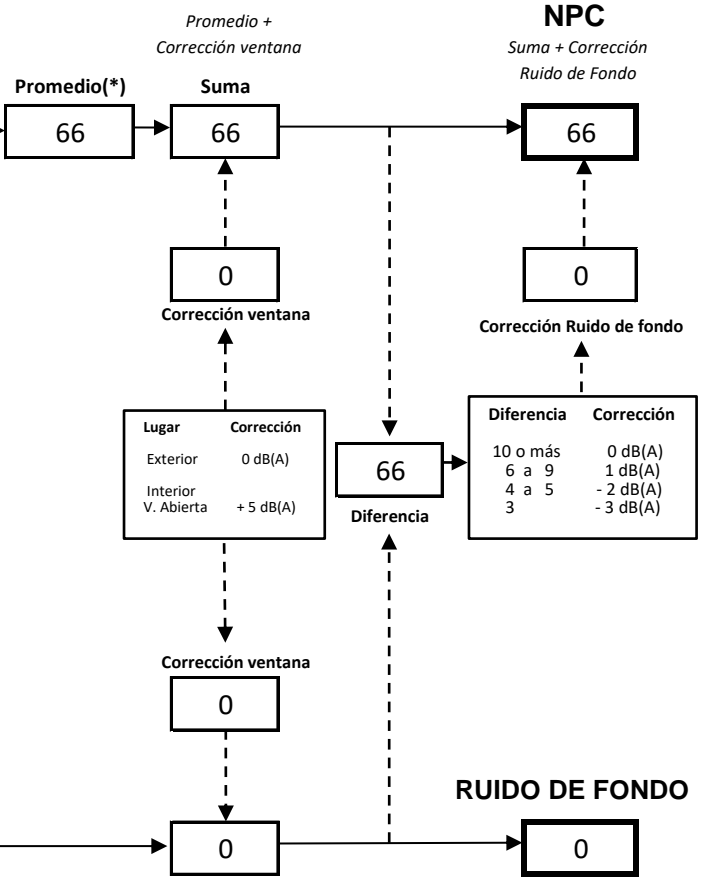 Promedio +
Corrección ventana
NPC
Suma + Corrección
Ruido de Fondo
Promedio(*)
Suma
66
66
66
0
0
Corrección ventana
Corrección Ruido de fondo
Lugar Corrección
Exterior 0 dB(A)
Interior
V. Abierta + 5 dB(A)
66
Diferencia
Diferencia Corrección
10 o más 0 dB(A)
6 a 9 1 dB(A)
4 a 5 - 2 dB(A)
3 - 3 dB(A)
Corrección ventana
0
RUIDO DE FONDO
0
0